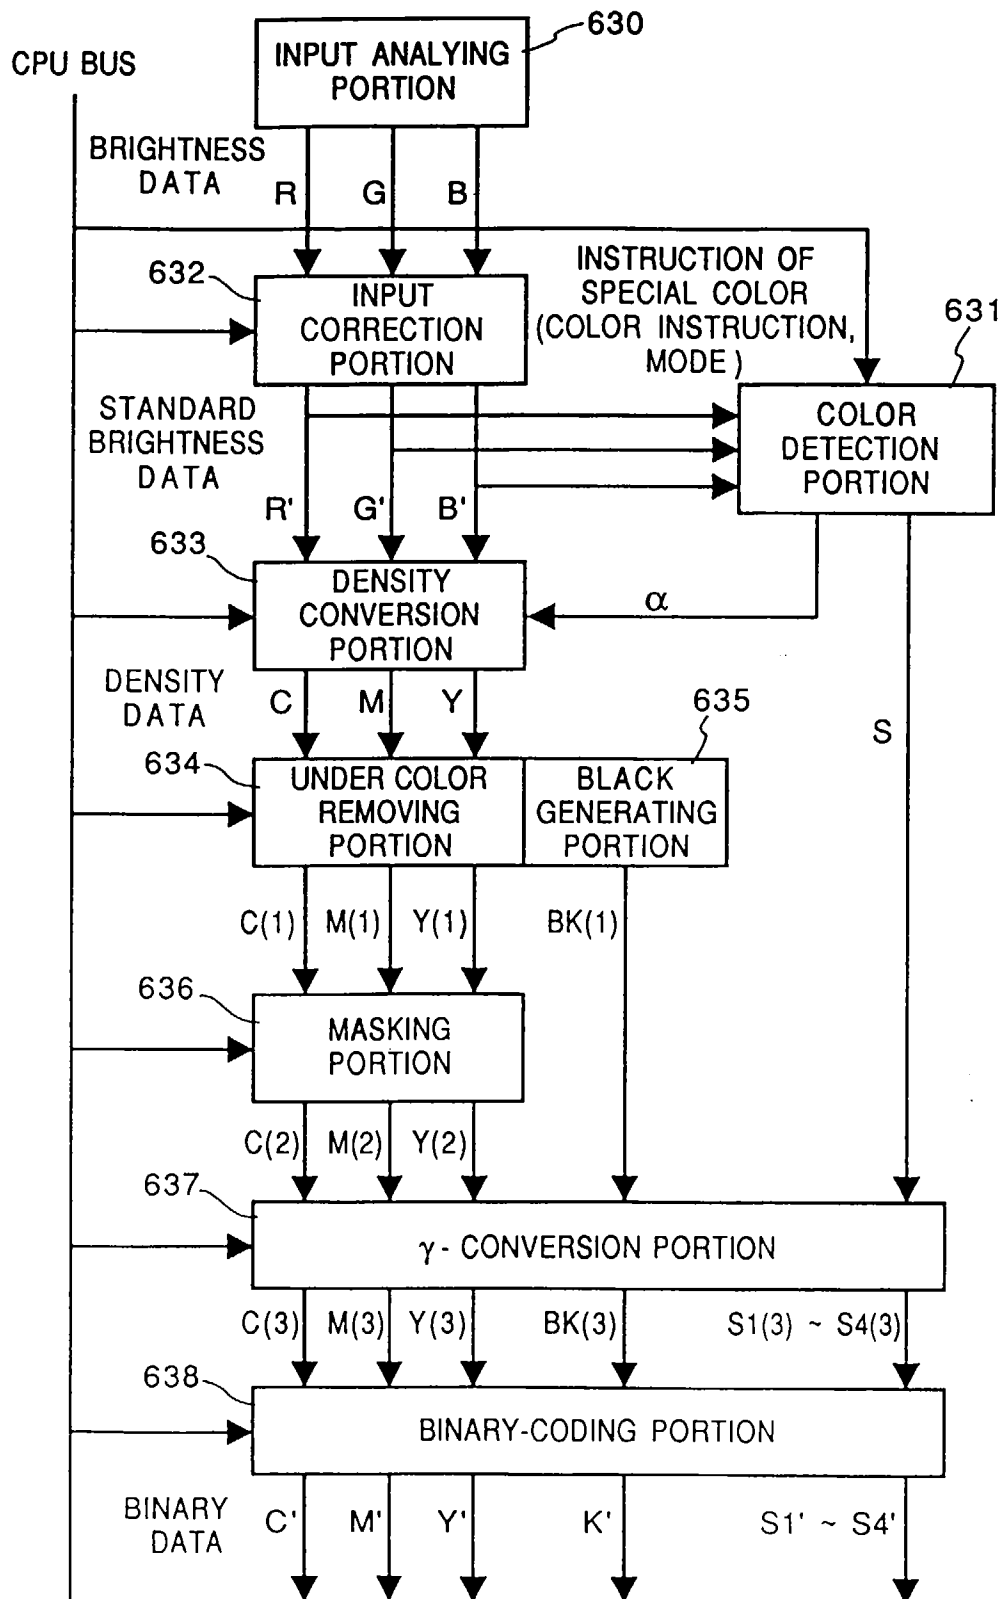 630
INPUT ANALYING
PORTION
CPU BUS
BRIGHTNESS
DATA
R
G
B
632
INPUT
CORRECTION
PORTION
INSTRUCTION OF
SPECIAL COLOR
(COLOR INSTRUCTION,
MODE)
631
COLOR
DETECTION
PORTION
STANDARD
BRIGHTNESS
DATA
R'
G'
B'
633
DENSITY
CONVERSION
PORTION
α
DENSITY
DATA
C
M
Y
S
635
634
UNDER COLOR
REMOVING
PORTION
BLACK
GENERATING
PORTION
C(1)
M(1)
Y(1)
BK(1)
636
MASKING
PORTION
C(2)
M(2)
Y(2)
637
γ - CONVERSION PORTION
C(3)
M(3)
Y(3)
BK(3)
S1(3) ~ S4(3)
638
BINARY-CODING PORTION
BINARY
DATA
C'
M'
Y'
K'
S1' ~ S4'